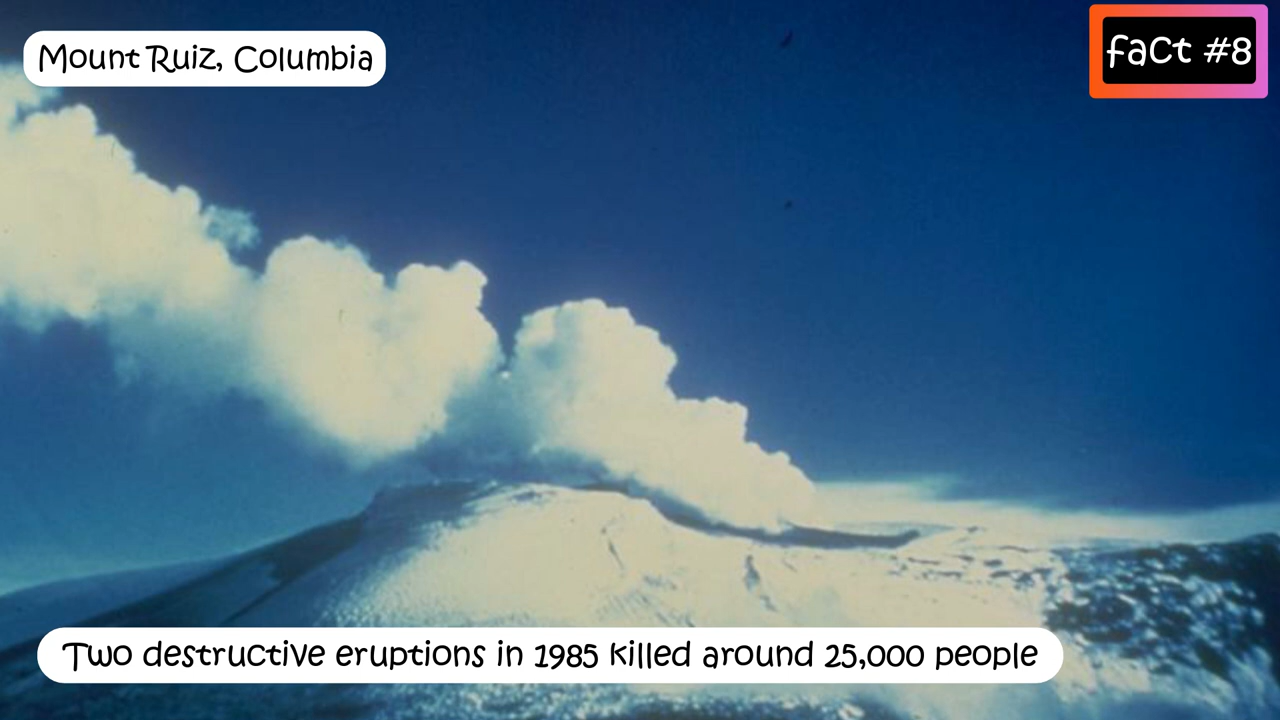 Mount Ruiz, Columbia
fact #8
Two destructive eruptions in 1985 killed around 25,000 people